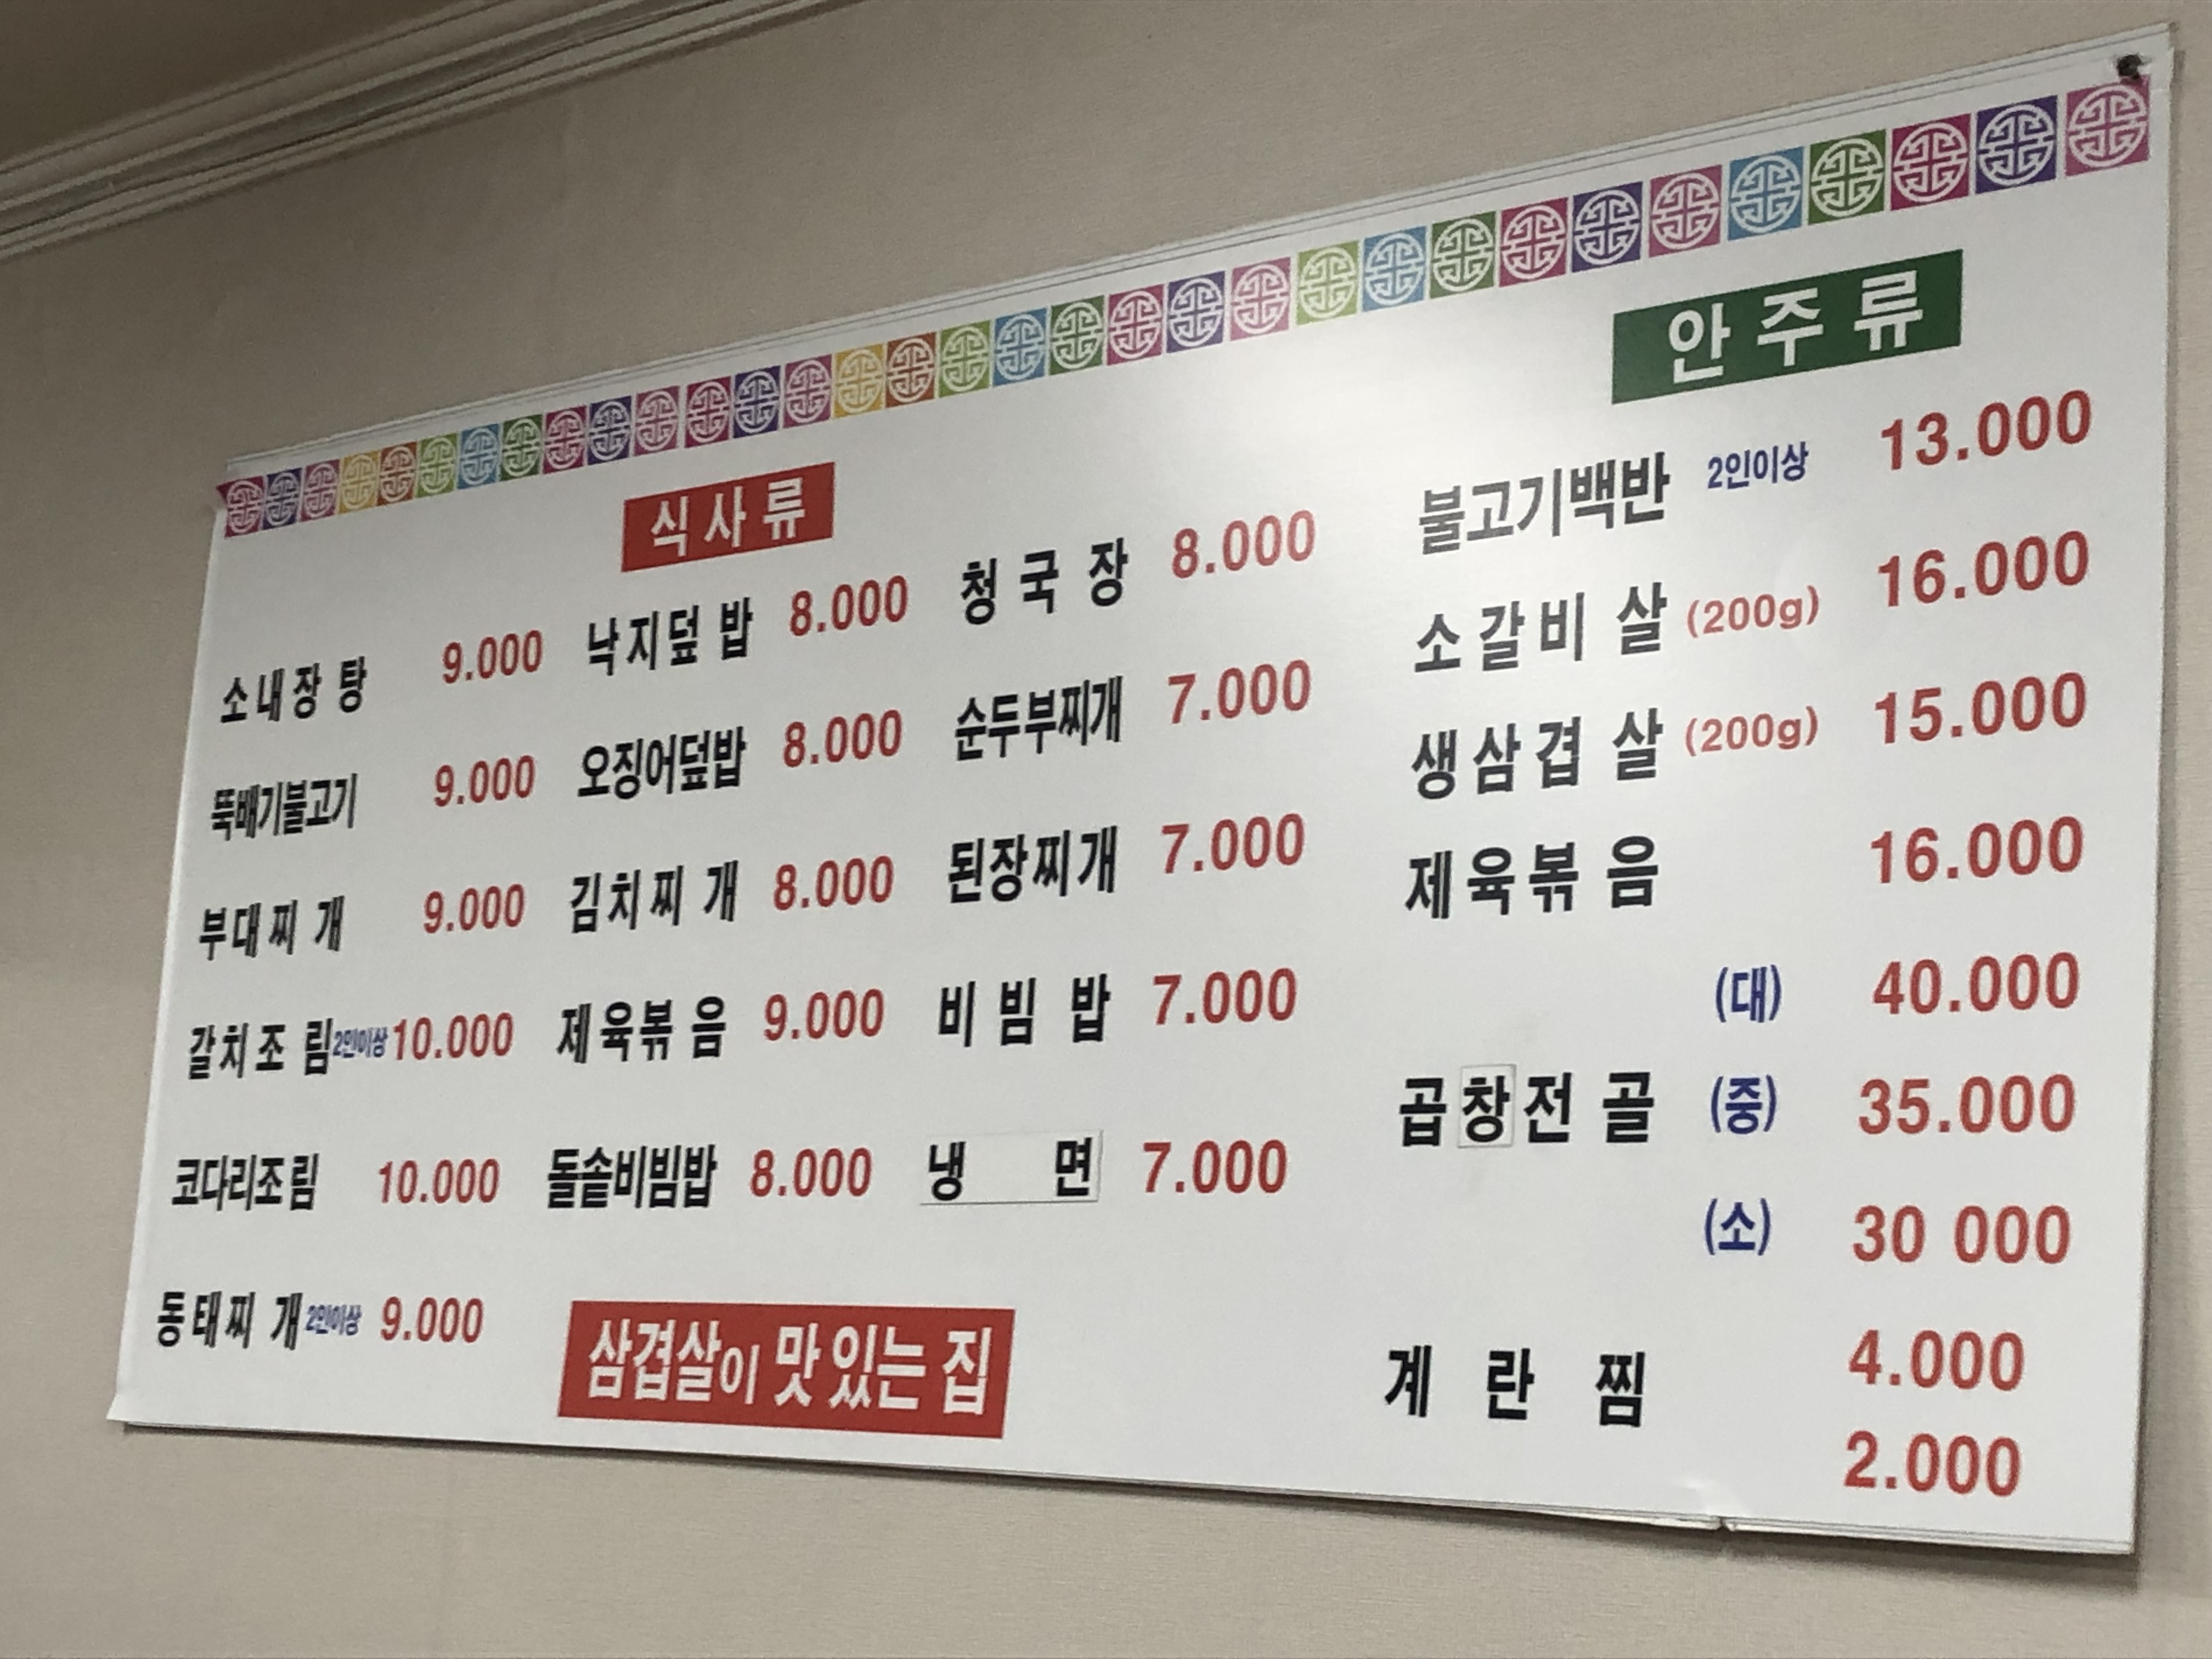 식사류
소내장탕 9.000 낙지덮밥 8.000 청국장 8.000
뚝배기불고기 9.000 오징어덮밥 8.000 순두부찌개 7.000
부대찌개 9.000 김치찌개 8.000 된장찌개 7.000
갈치조림 2인이상 10.000 제육볶음 9.000 비빔밥 7.000
코다리조림 10.000 돌솥비빔밥 8.000 냉면 7.000
동태찌개 2인이상 9.000
삼겹살이 맛있는 집
안주류
불고기백반 2인이상 13.000
소갈비살 (200g) 16.000
생삼겹살 (200g) 15.000
제육볶음 16.000
(대) 40.000
곱창전골 (중) 35.000
(소) 30 000
계란찜 4.000
2.000